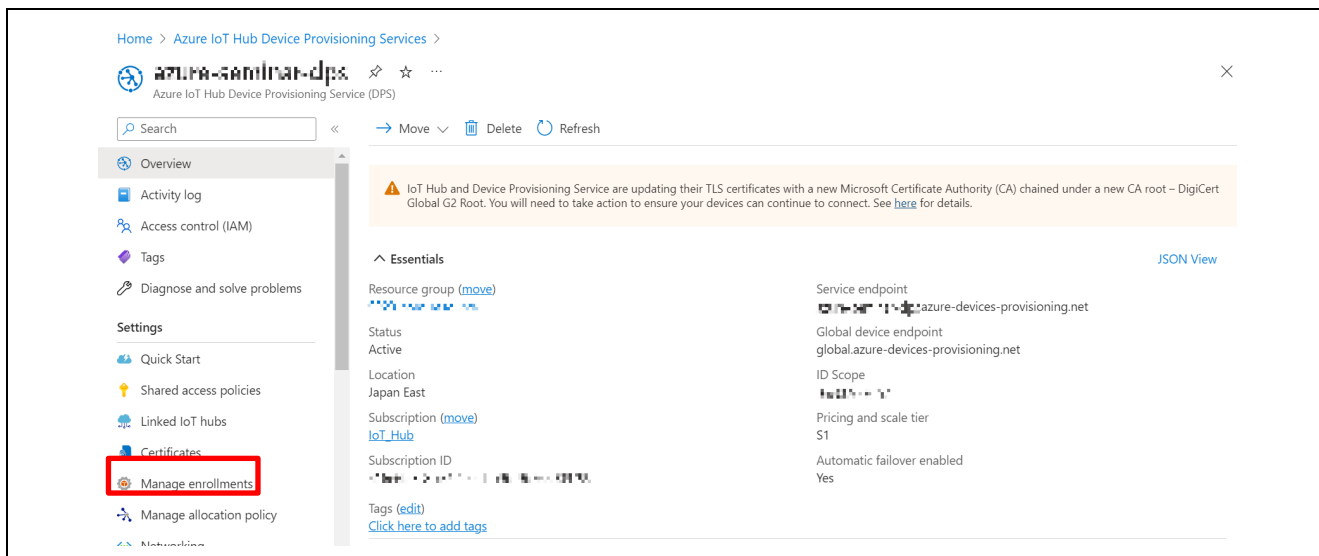 Home > Azure IoT Hub Device Provisioning Services >
azure-seminar-dps
Azure IoT Hub Device Provisioning Service (DPS)
Search
Move
Delete
Refresh
Overview
Activity log
Access control (IAM)
Tags
Diagnose and solve problems
Settings
Quick Start
Shared access policies
Linked IoT hubs
Certificates
Manage enrollments
Manage allocation policy
Networking
IoT Hub and Device Provisioning Service are updating their TLS certificates with a new Microsoft Certificate Authority (CA) chained under a new CA root – DigiCert
Global G2 Root. You will need to take action to ensure your devices can continue to connect. See here for details.
Essentials
JSON View
Resource group (move)
Status
Active
Location
Japan East
Subscription (move)
IoT_Hub
Subscription ID
Tags (edit)
Click here to add tags
Service endpoint
azure-devices-provisioning.net
Global device endpoint
global.azure-devices-provisioning.net
ID Scope
Pricing and scale tier
S1
Automatic failover enabled
Yes